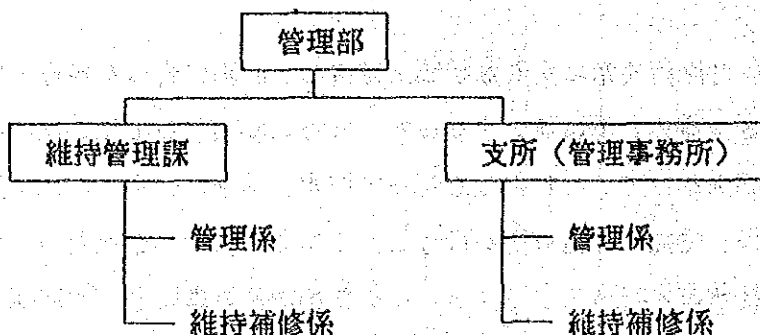 管理部
維持管理課
支所（管理事務所）
管理係
管理係
維持補修係
維持補修係